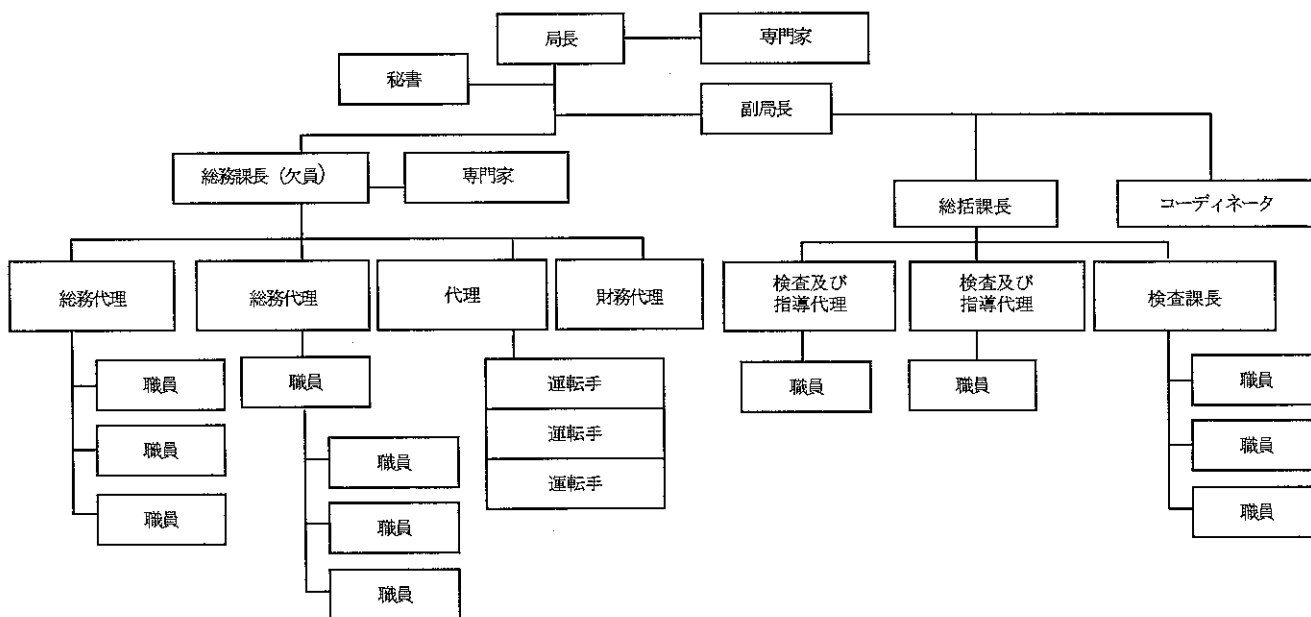 局長
専門家
秘書
副局長
総務課長（欠員）
専門家
総括課長
コーディネータ
総務代理
総務代理
代理
財務代理
検査及び
指導代理
検査及び
指導代理
検査課長
職員
職員
職員
職員
職員
職員
職員
運転手
運転手
運転手
職員
職員
職員
職員
職員